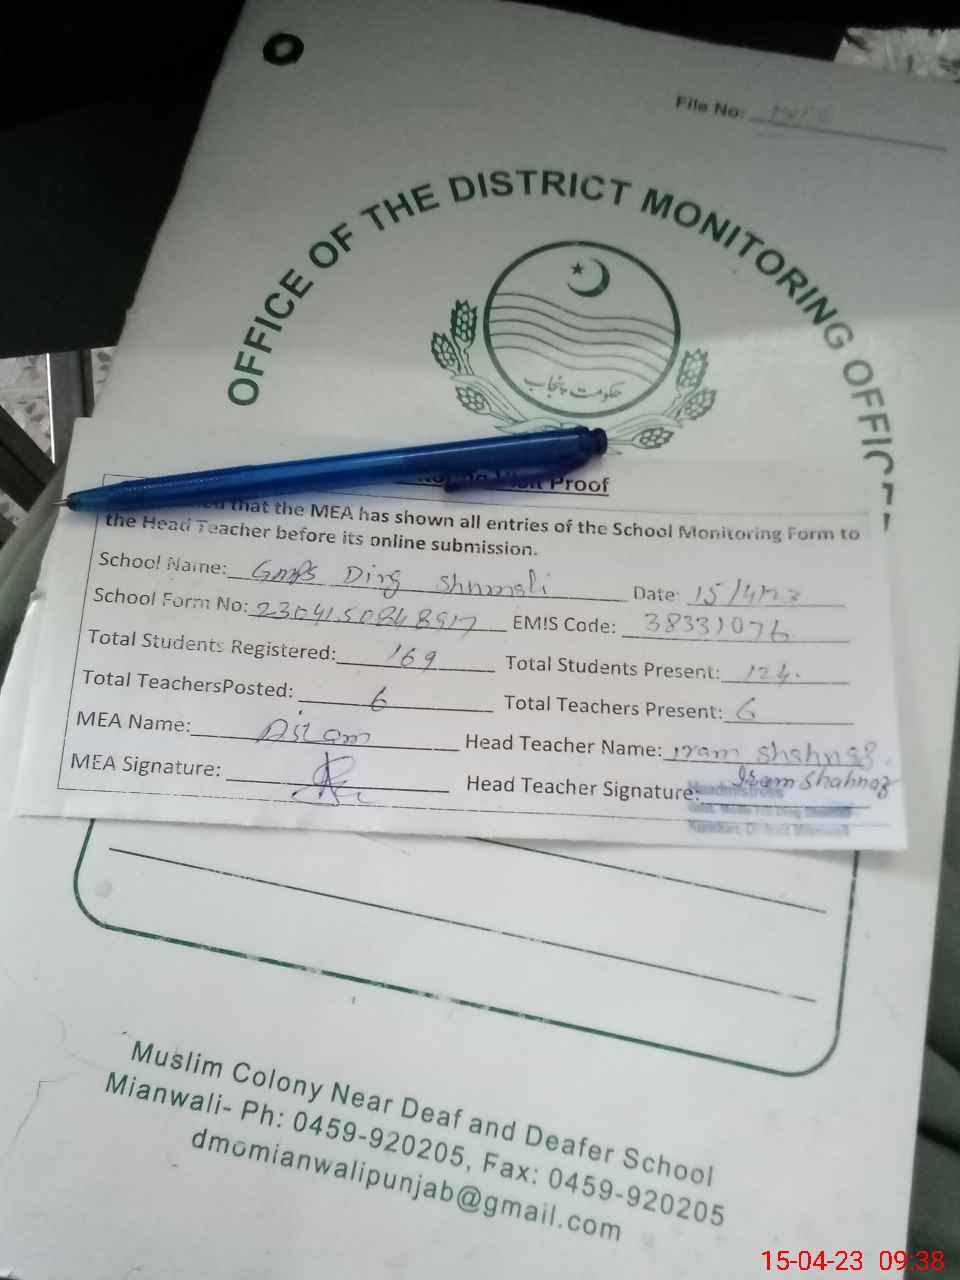 File No:
OFFICE OF THE DISTRICT MONITORING OFFICE
حکومت پنجاب
Visit Proof
that the MEA has shown all entries of the School Monitoring Form to
the Head Teacher before its online submission.
School Name: GMPS Ding Shumali Date: 15/4/23
School Form No: EMIS Code: 38331076
Total Students Registered: 169 Total Students Present: 124.
Total TeachersPosted: 6 Total Teachers Present: 6
MEA Name: Aslam Head Teacher Name: iram shahnaz
MEA Signature: Head Teacher Signature: Iram Shahnaz
Headmistress
Muslim Colony Near Deaf and Deafer School
Mianwali- Ph: 0459-920205, Fax: 0459-920205
dmomianwalipunjab@gmail.com
15-04-23 09:38